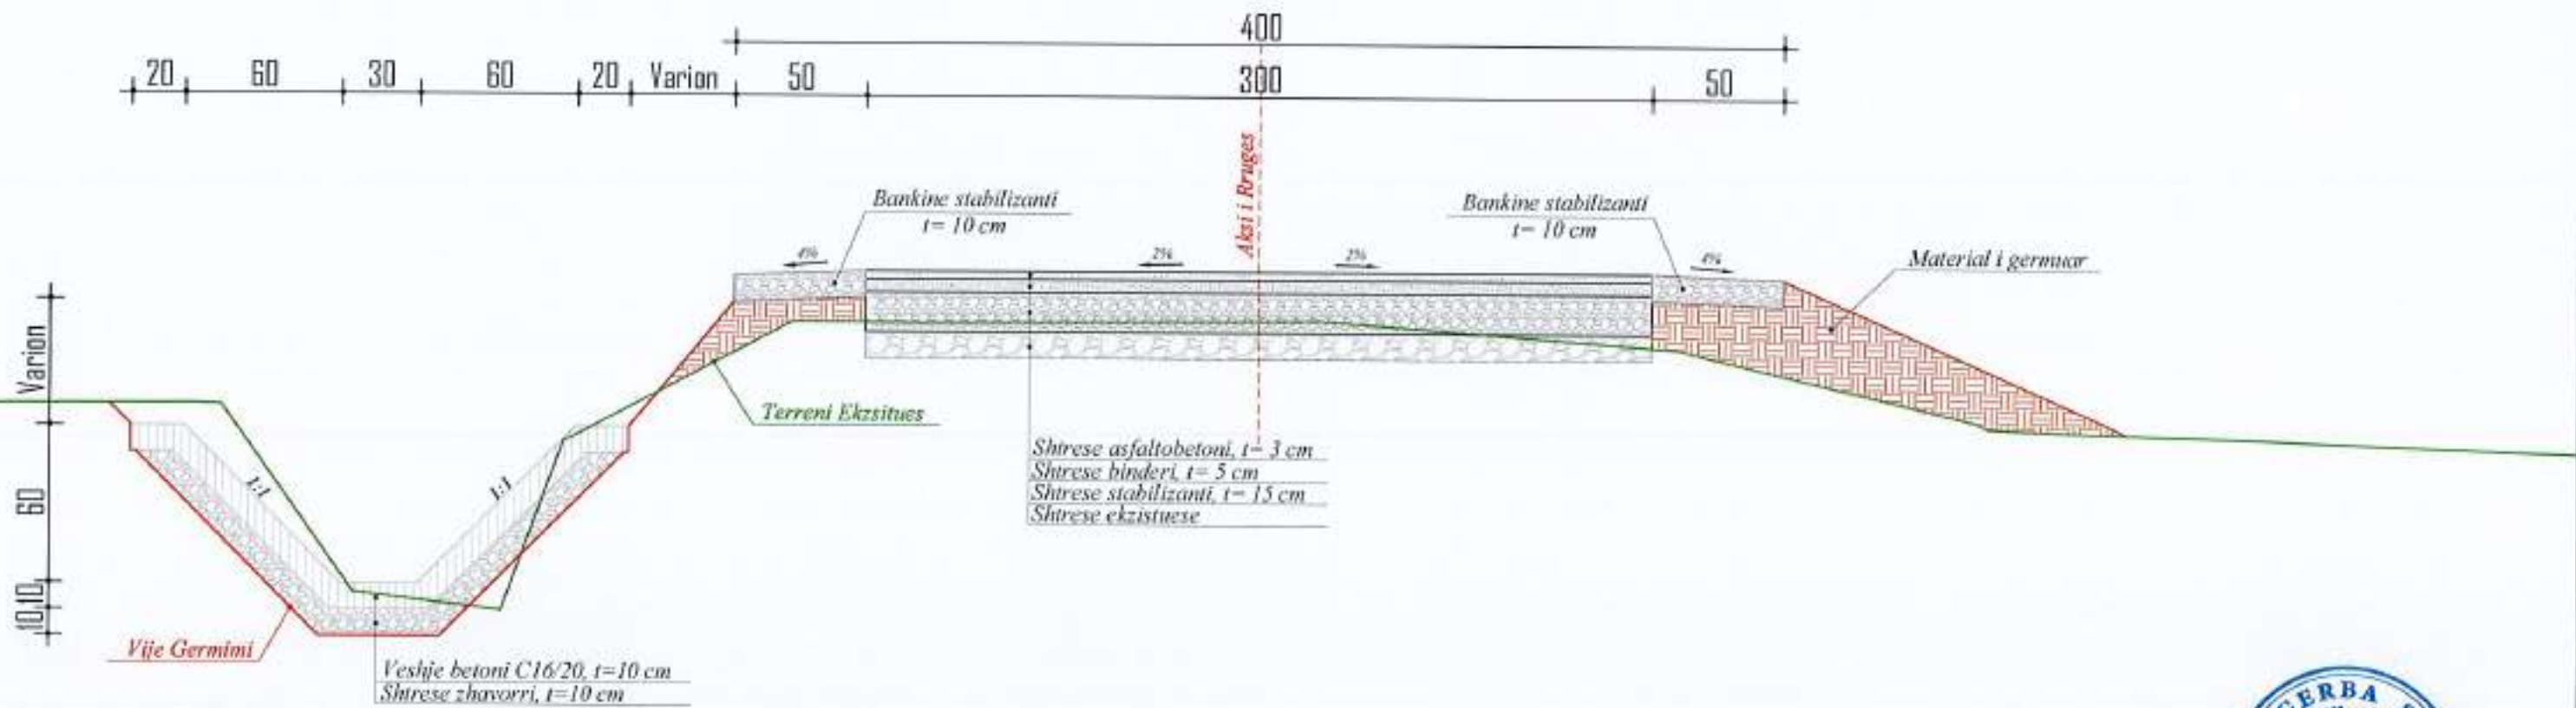 400
20 60 30 60 20 Varion 50 300 50
Aksi i Rruges
Bankine stabilizanti
t= 10 cm
Bankine stabilizanti
t= 10 cm
4% 2% 2% 4%
Material i germuar
Varion
60
10,10
Terreni Ekzsitues
1:1
1:1
Shtrese asfaltobetoni, t= 3 cm
Shtrese binderi, t= 5 cm
Shtrese stabilizanti, t= 15 cm
Shtrese ekzistuese
Vije Germimi
Veshje betoni C16/20, t=10 cm
Shtrese zhavorri, t=10 cm